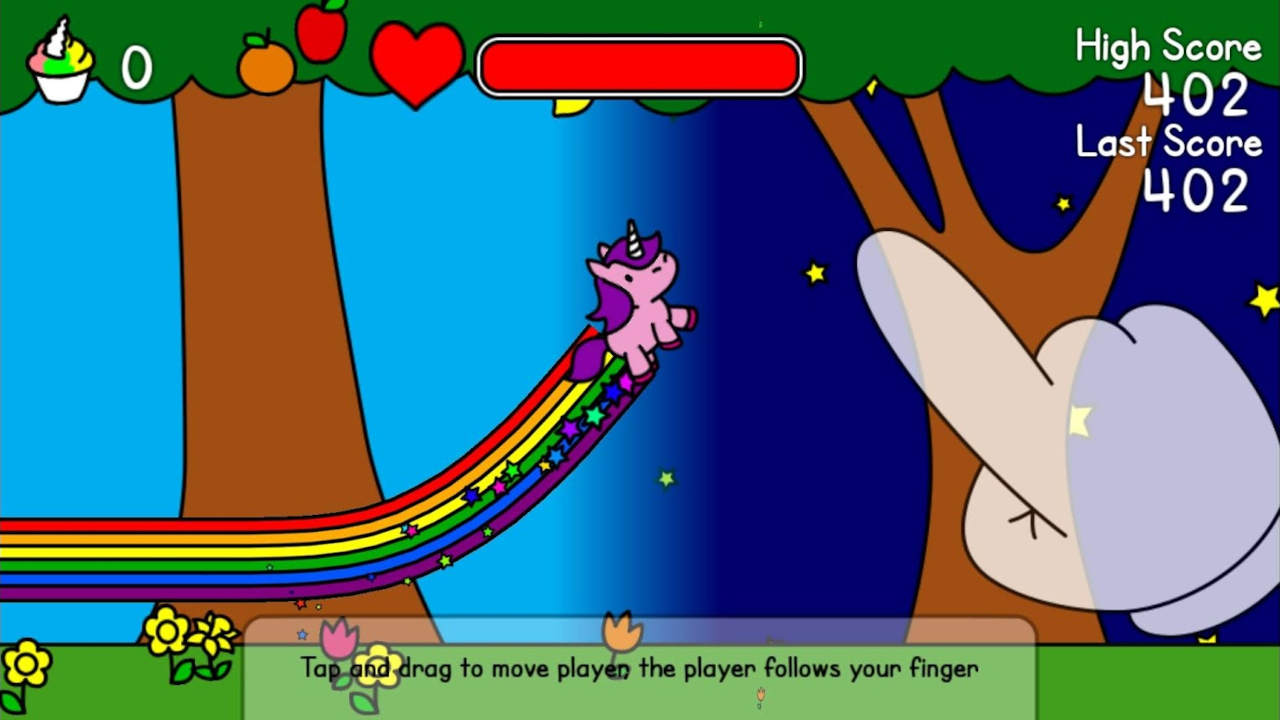 0
High Score
402
Last Score
402
Tap and drag to move player, the player follows your finger